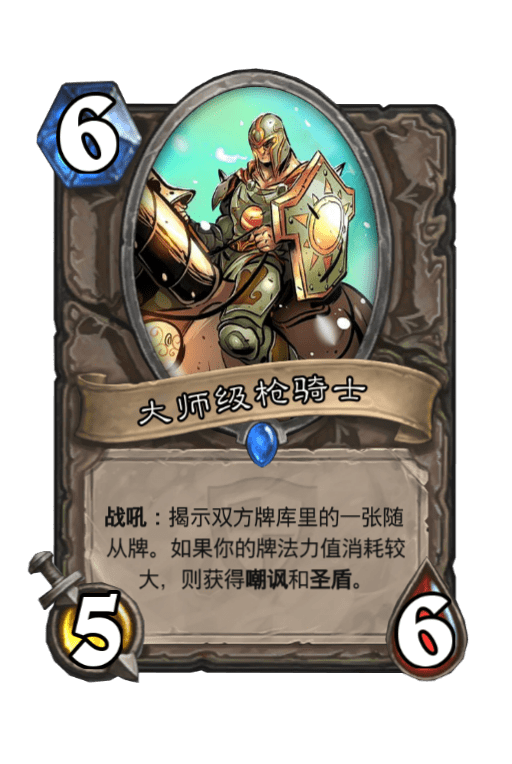 6
大师级枪骑士
战吼：揭示双方牌库里的一张随
从牌。如果你的牌法力值消耗较
大，则获得嘲讽和圣盾。
5
6